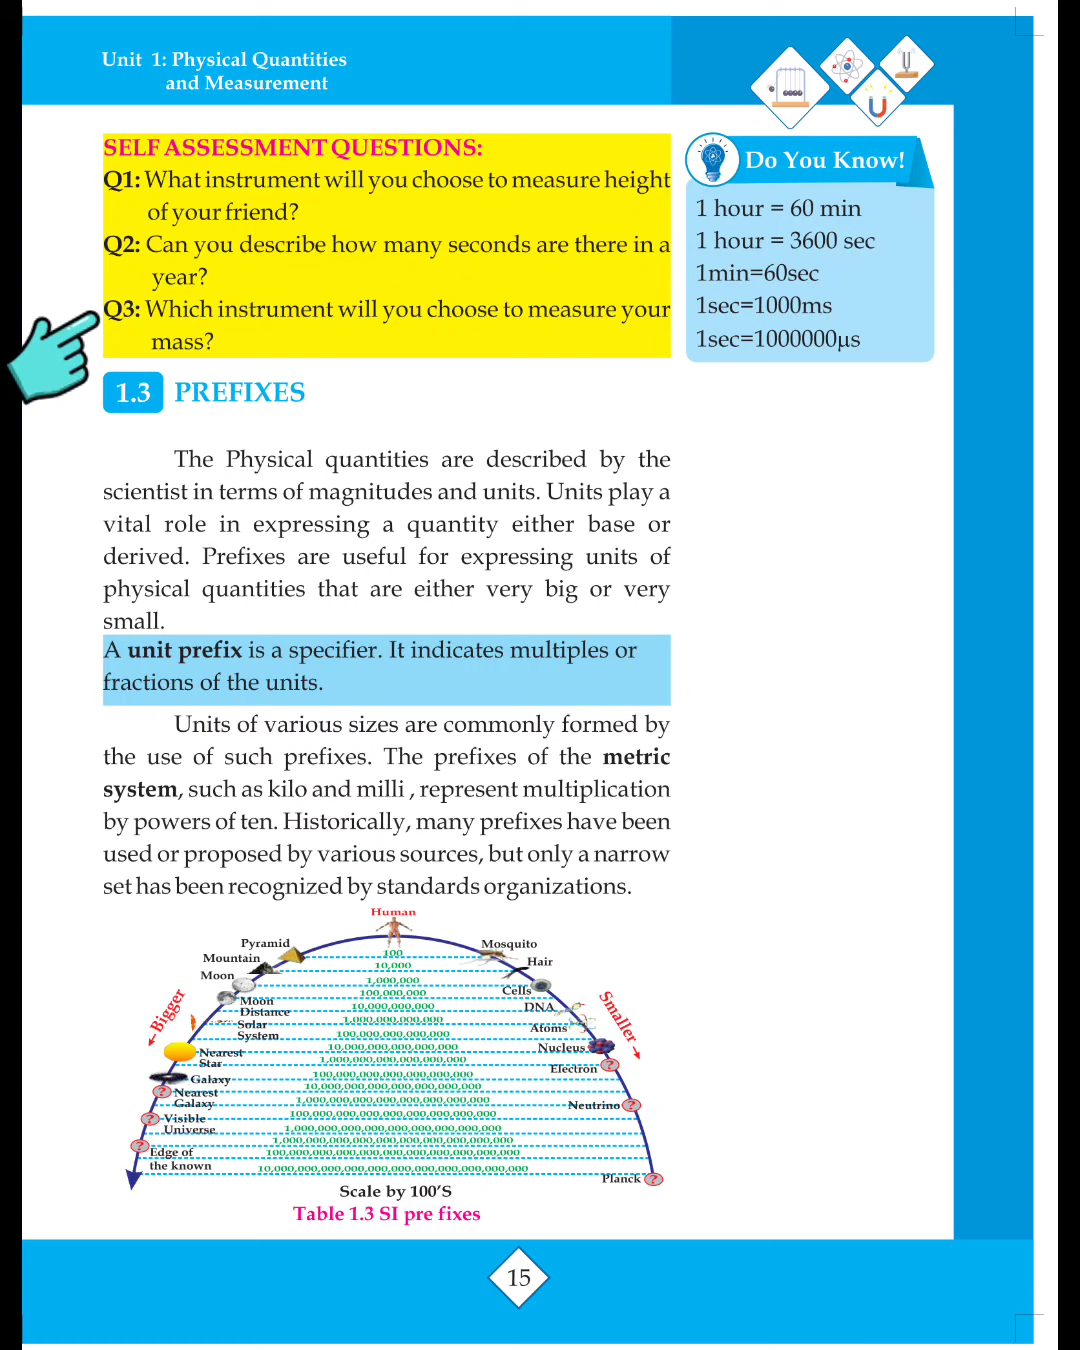 Unit 1: Physical Quantities
and Measurement
SELF ASSESSMENT QUESTIONS:
Q1: What instrument will you choose to measure height
of your friend?
Q2: Can you describe how many seconds are there in a
year?
Q3: Which instrument will you choose to measure your
mass?
Do You Know!
1 hour = 60 min
1 hour = 3600 sec
1min=60sec
1sec=1000ms
1sec=1000000µs
1.3 PREFIXES
The Physical quantities are described by the
scientist in terms of magnitudes and units. Units play a
vital role in expressing a quantity either base or
derived. Prefixes are useful for expressing units of
physical quantities that are either very big or very
small.
A unit prefix is a specifier. It indicates multiples or
fractions of the units.
Units of various sizes are commonly formed by
the use of such prefixes. The prefixes of the metric
system, such as kilo and milli , represent multiplication
by powers of ten. Historically, many prefixes have been
used or proposed by various sources, but only a narrow
set has been recognized by standards organizations.
Human
Pyramid
Mountain
Moon
Moon
Distance
Solar
System
Nearest
Star
Galaxy
Nearest
Galaxy
Visible
Universe
Edge of
the known
←Bigger
100
10,000
1,000,000
100,000,000
10,000,000,000
1,000,000,000,000
100,000,000,000,000
10,000,000,000,000,000
1,000,000,000,000,000,000
100,000,000,000,000,000,000
10,000,000,000,000,000,000,000
1,000,000,000,000,000,000,000,000
100,000,000,000,000,000,000,000,000
1,000,000,000,000,000,000,000,000,000
1,000,000,000,000,000,000,000,000,000,000
100,000,000,000,000,000,000,000,000,000,000
10,000,000,000,000,000,000,000,000,000,000,000
Mosquito
Hair
Cells
DNA
Atoms
Nucleus
Electron
Neutrino
Planck
Smaller→
?
?
?
?
?
?
Scale by 100'S
Table 1.3 SI pre fixes
15